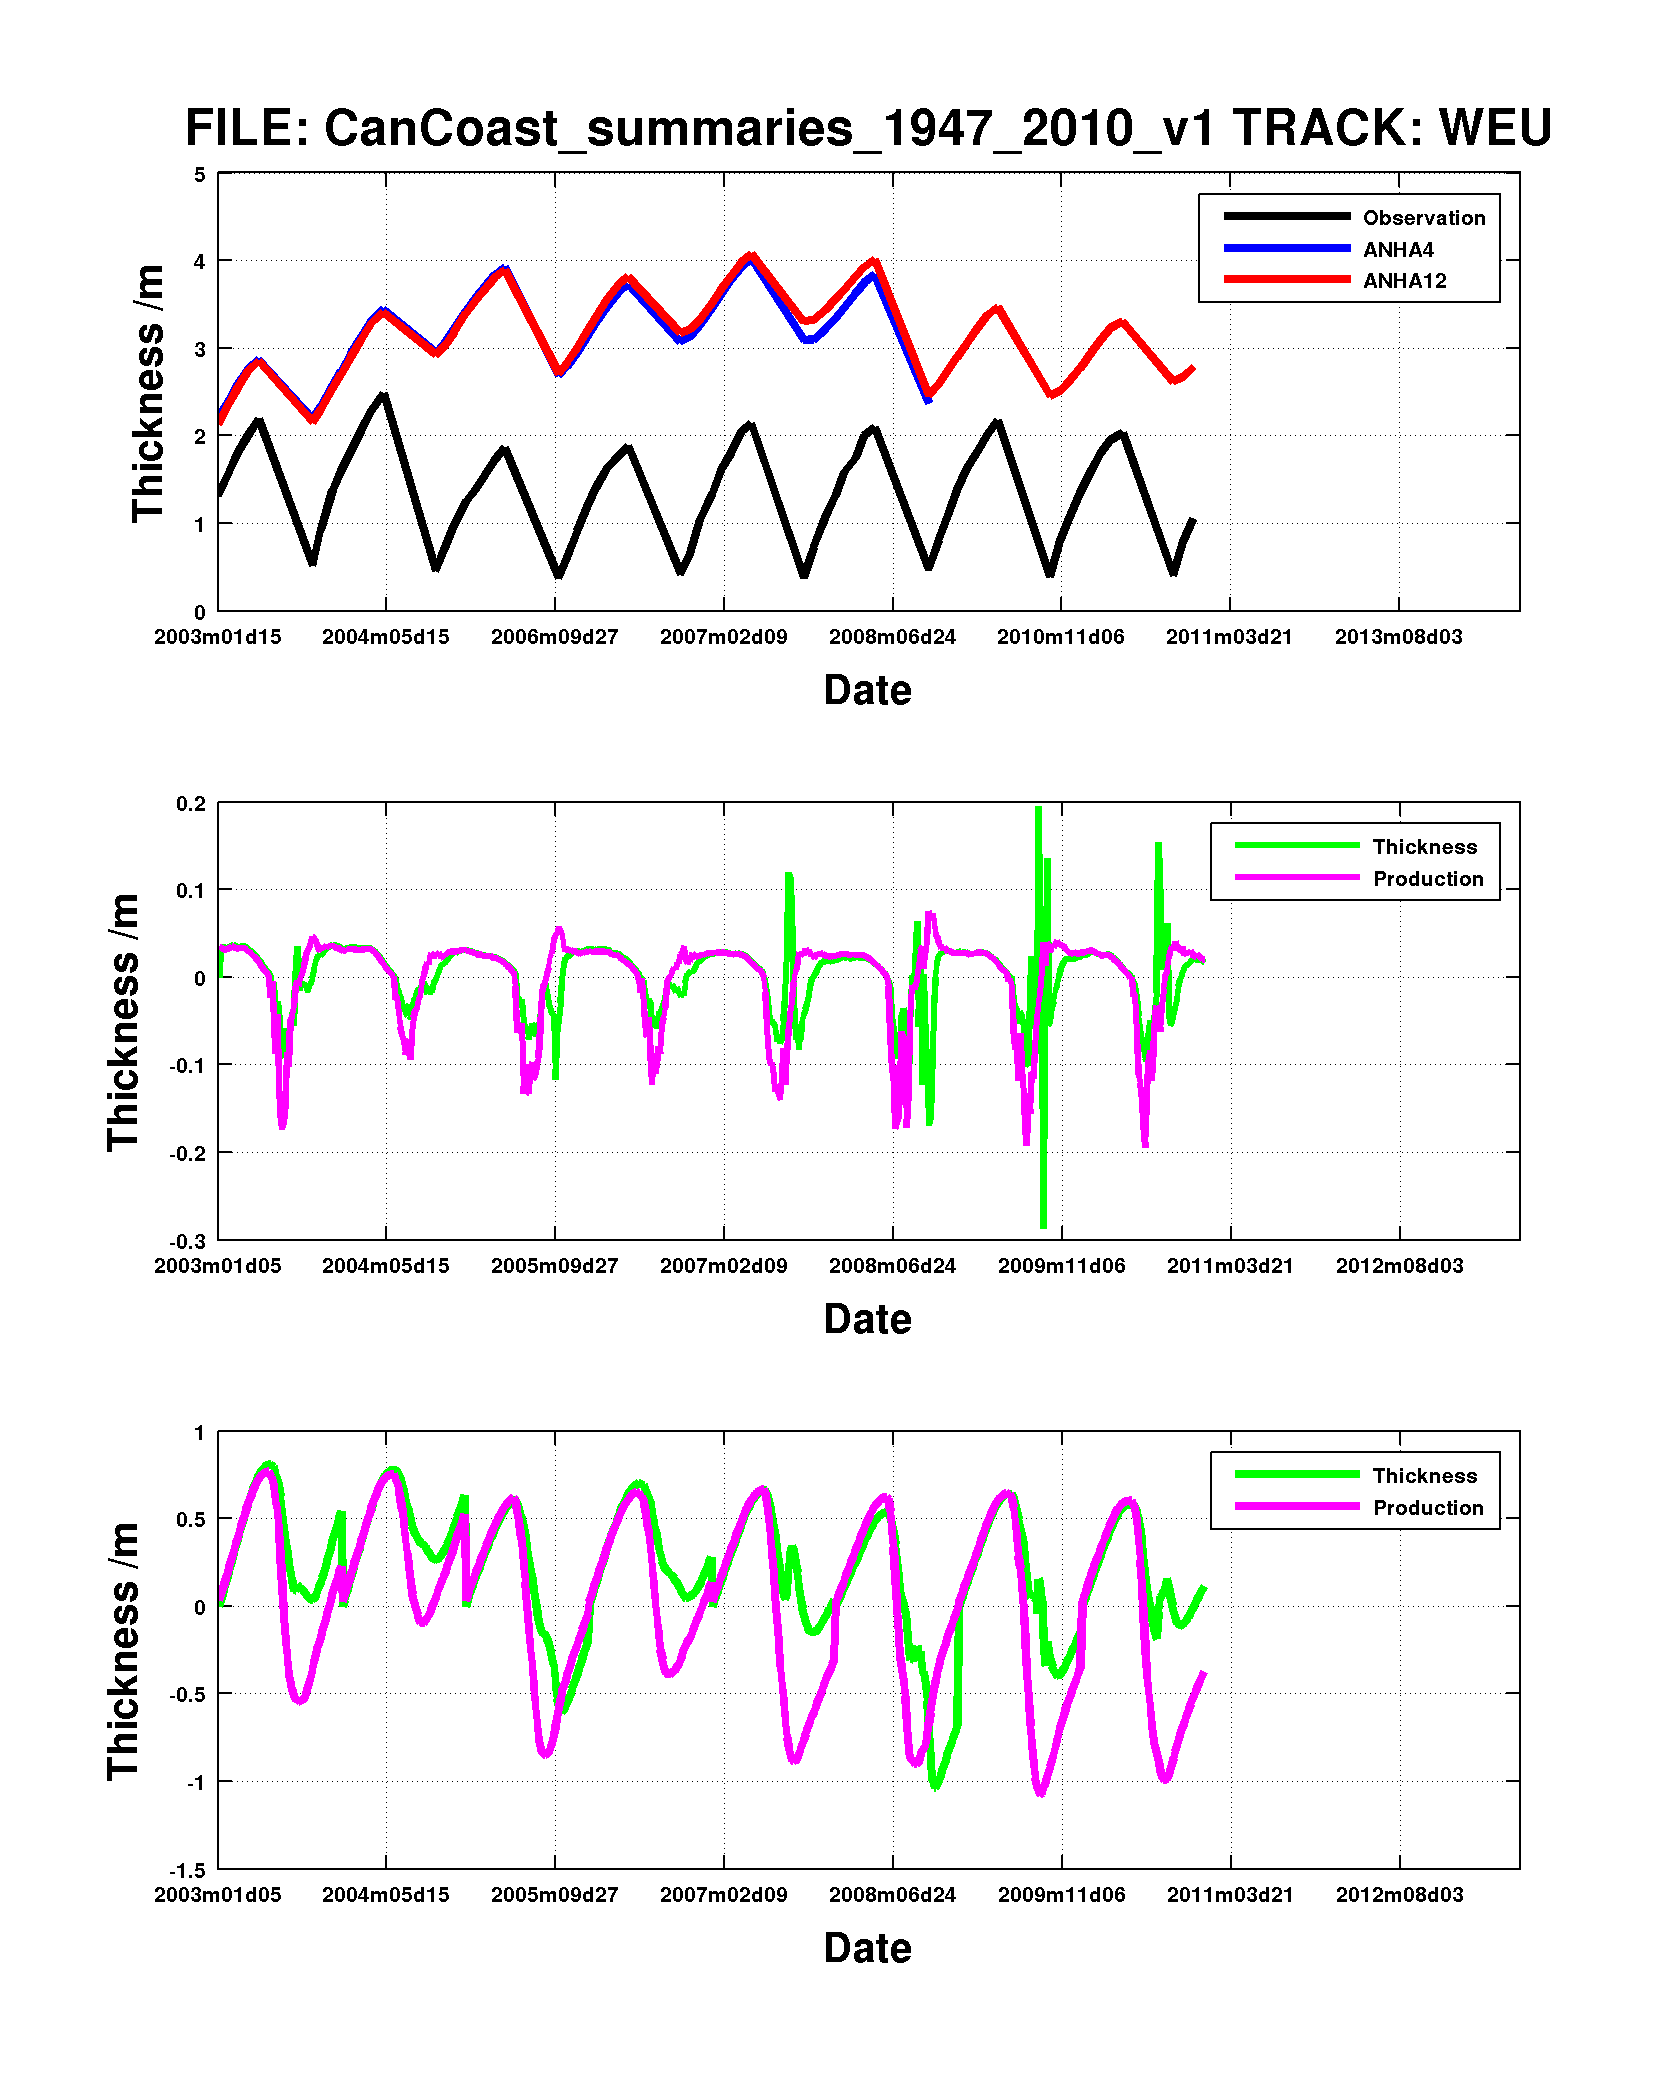 FILE: CanCoast_summaries_1947_2010_v1 TRACK: WEU
5
4
3
2
1
0
Thickness /m
Observation
ANHA4
ANHA12
2003m01d15 2004m05d15 2006m09d27 2007m02d09 2008m06d24 2010m11d06 2011m03d21 2013m08d03
Date
0.2
0.1
0
-0.1
-0.2
-0.3
Thickness /m
Thickness
Production
2003m01d05 2004m05d15 2005m09d27 2007m02d09 2008m06d24 2009m11d06 2011m03d21 2012m08d03
Date
1
0.5
0
-0.5
-1
-1.5
Thickness /m
Thickness
Production
2003m01d05 2004m05d15 2005m09d27 2007m02d09 2008m06d24 2009m11d06 2011m03d21 2012m08d03
Date